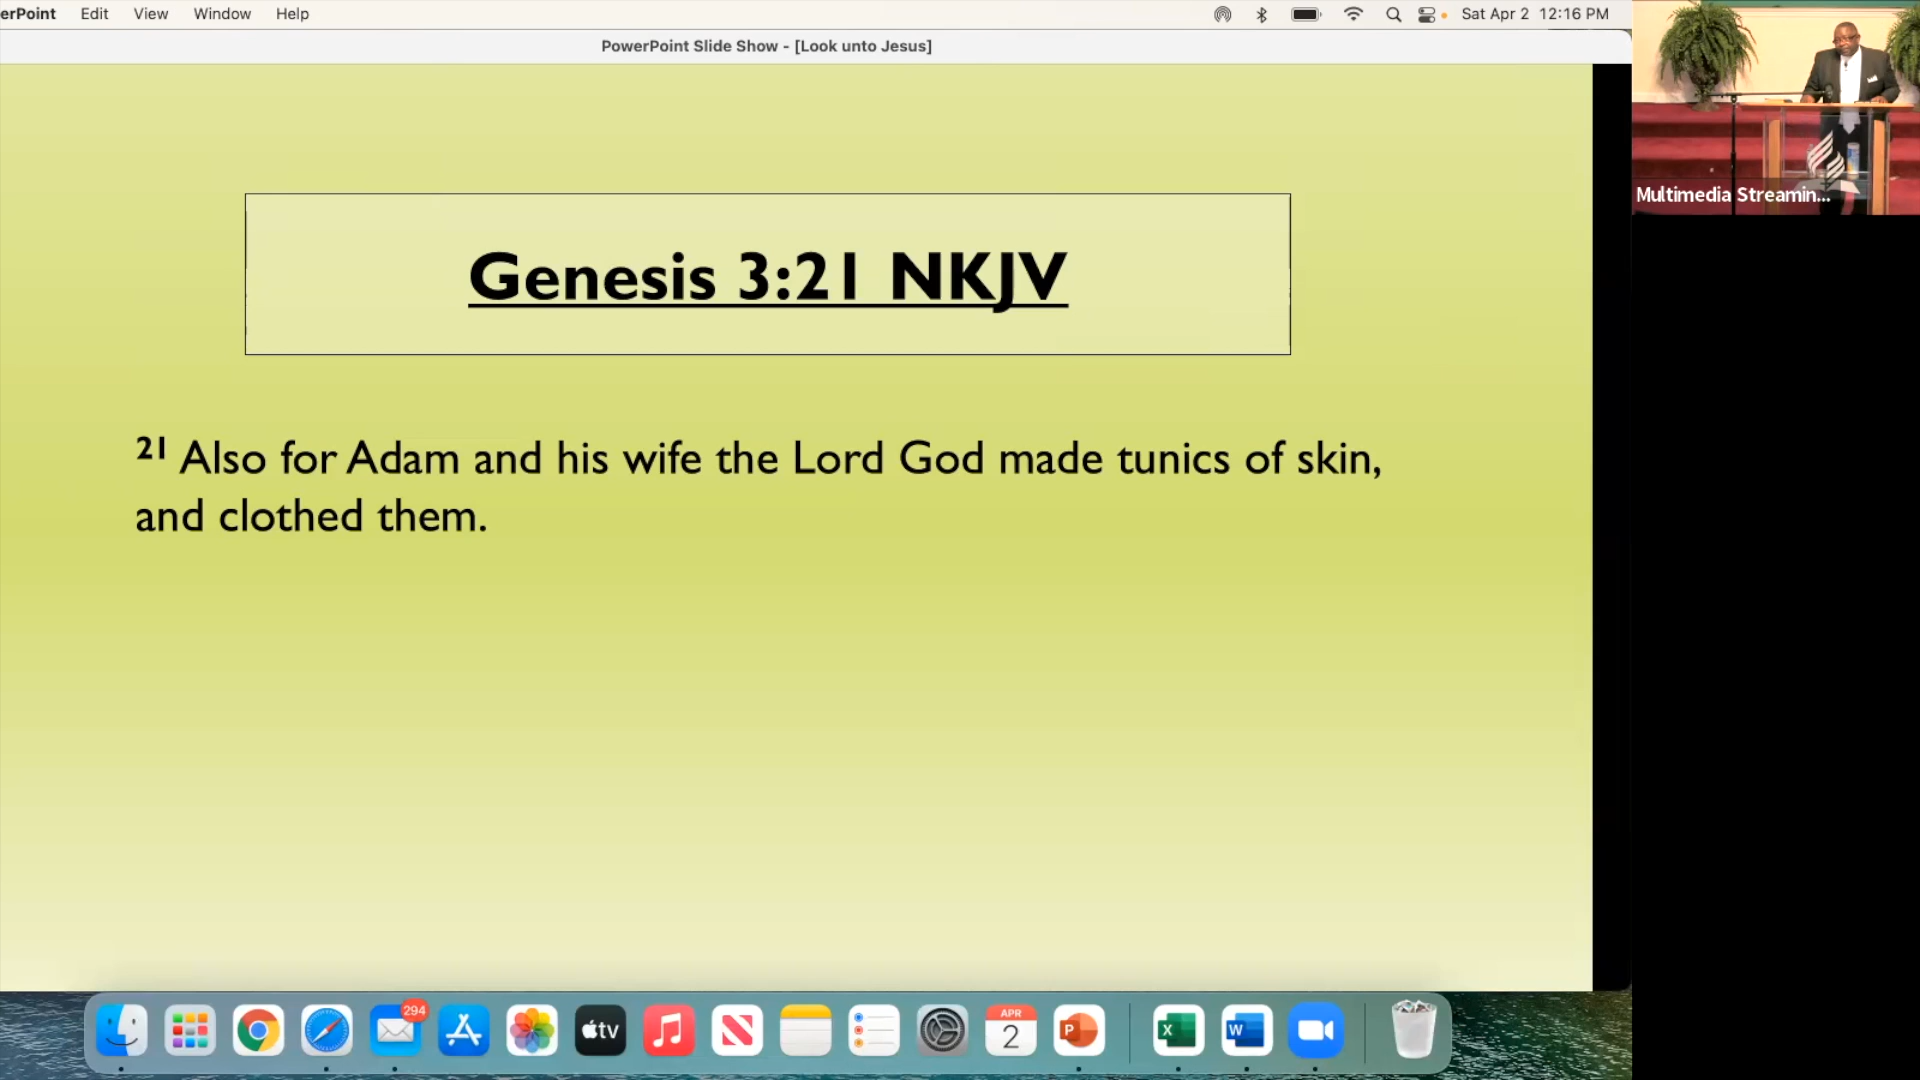 erPoint Edit View Window Help Sat Apr 2 12:16 PM
PowerPoint Slide Show - [Look unto Jesus]
Multimedia Streamin...
Genesis 3:21 NKJV
21 Also for Adam and his wife the Lord God made tunics of skin,
and clothed them.
294
tv
APR
2
P
X
W